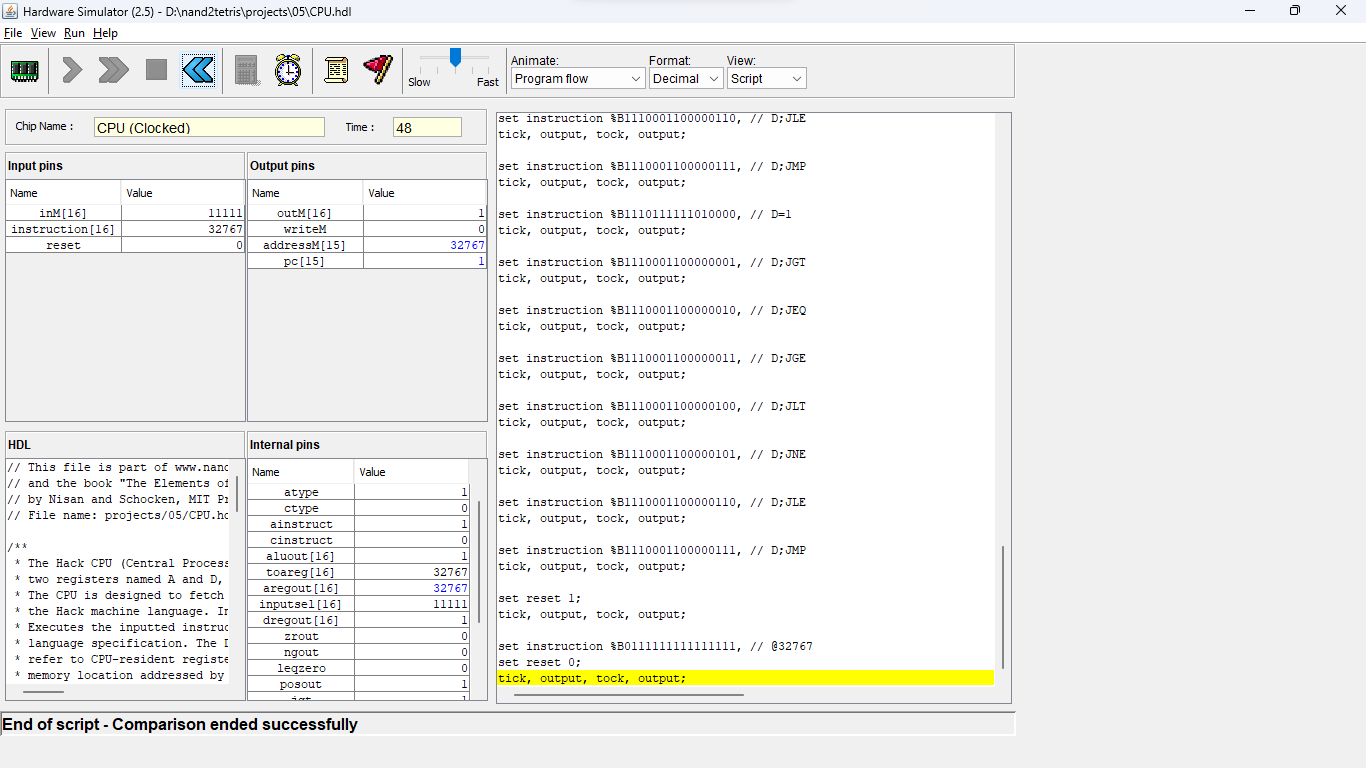 Hardware Simulator (2.5) - D:\nand2tetris\projects\05\CPU.hdl
File View Run Help
Slow Fast
Animate: Format: View:
Program flow Decimal Script
Chip Name : CPU (Clocked) Time : 48
Input pins
Name Value
inM[16] 11111
instruction[16] 32767
reset 0
Output pins
Name Value
outM[16] 1
writeM 0
addressM[15] 32767
pc[15] 1
HDL
// This file is part of www.nand
// and the book "The Elements of
// by Nisan and Schocken, MIT Pr
// File name: projects/05/CPU.hd
/**
* The Hack CPU (Central Process
* two registers named A and D,
* The CPU is designed to fetch
* the Hack machine language. In
* Executes the inputted instruc
* language specification. The D
* refer to CPU-resident registe
* memory location addressed by
Internal pins
Name Value
atype 1
ctype 0
ainstruct 1
cinstruct 0
aluout[16] 1
toareg[16] 32767
aregout[16] 32767
inputsel[16] 11111
dregout[16] 1
zrout 0
ngout 0
leqzero 0
posout 1
set instruction %B1110001100000110, // D;JLE
tick, output, tock, output;
set instruction %B1110001100000111, // D;JMP
tick, output, tock, output;
set instruction %B1110111111010000, // D=1
tick, output, tock, output;
set instruction %B1110001100000001, // D;JGT
tick, output, tock, output;
set instruction %B1110001100000010, // D;JEQ
tick, output, tock, output;
set instruction %B1110001100000011, // D;JGE
tick, output, tock, output;
set instruction %B1110001100000100, // D;JLT
tick, output, tock, output;
set instruction %B1110001100000101, // D;JNE
tick, output, tock, output;
set instruction %B1110001100000110, // D;JLE
tick, output, tock, output;
set instruction %B1110001100000111, // D;JMP
tick, output, tock, output;
set reset 1;
tick, output, tock, output;
set instruction %B0111111111111111, // @32767
set reset 0;
tick, output, tock, output;
End of script - Comparison ended successfully